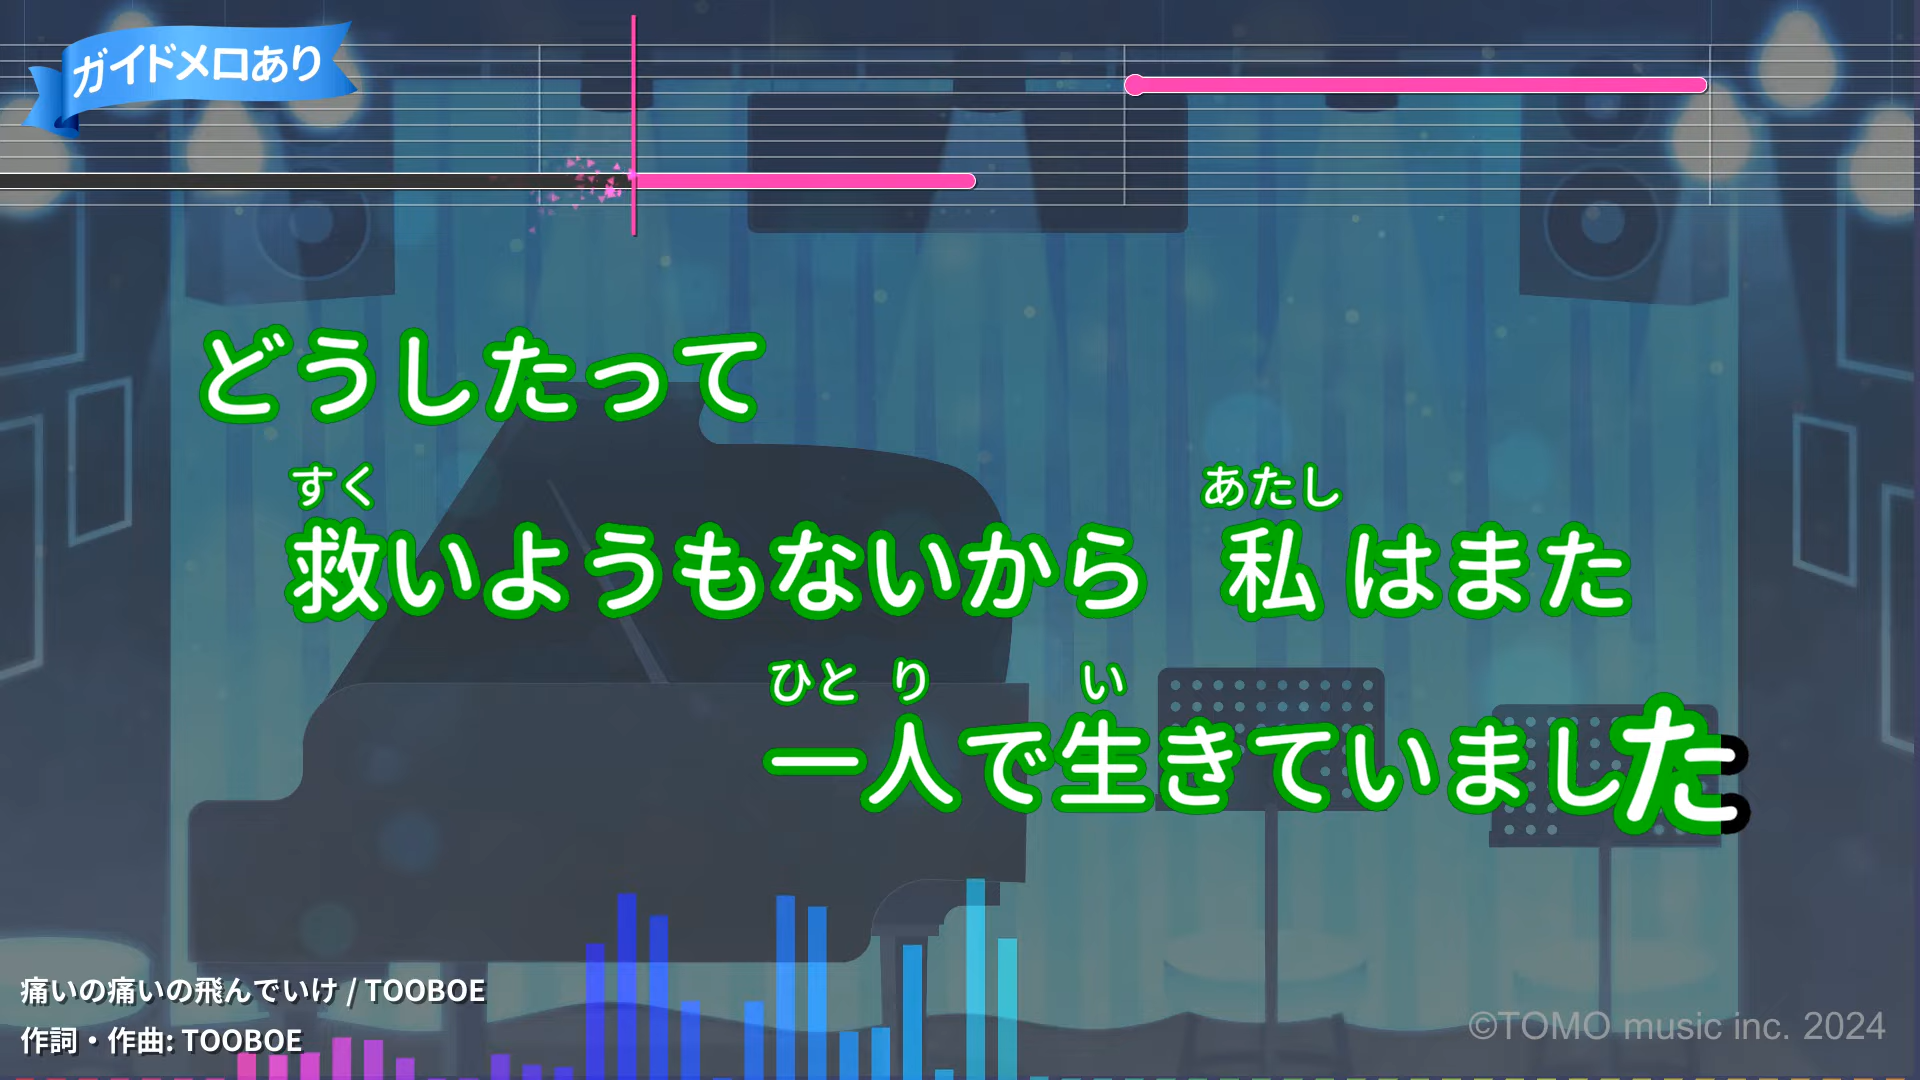 ガイドメロあり
どうしたって
すく あたし
救いようもないから 私はまた
ひとり い
一人で生きていました
痛いの痛いの飛んでいけ / TOOBOE
作詞・作曲: TOOBOE
©TOMO music inc. 2024